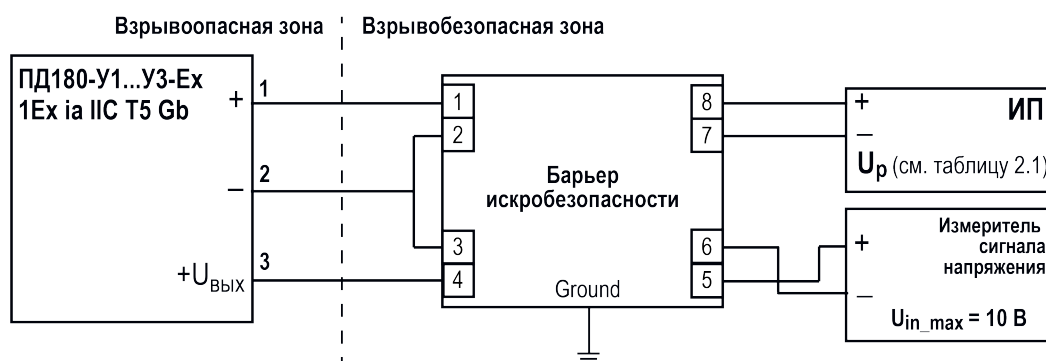 Взрывоопасная зона
Взрывобезопасная зона
ПД180-У1...У3-Ex
1Ex ia IIC T5 Gb
+
1
–
2
+Uвых
3
1
2
3
4
Барьер
искробезопасности
Ground
8
7
6
5
+
ИП
–
Up (см. таблицу 2.1)
Измеритель
сигнала
напряжения
+
–
Uin_max = 10 В